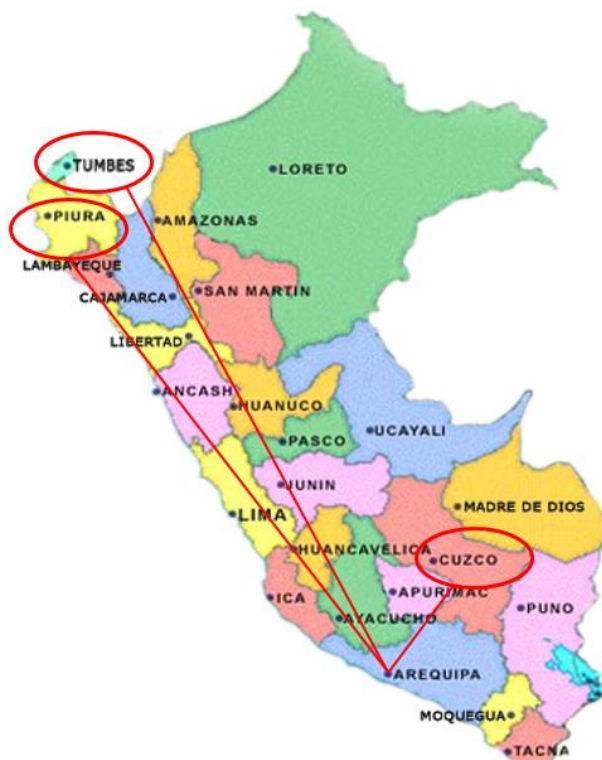 TUMBES
LORETO
PIURA
AMAZONAS
LAMBAYEQUE
CAJAMARCA
SAN MARTIN
LIBERTAD
ANCASH
HUANUCO
UCAYALI
PASCO
JUNIN
MADRE DE DIOS
LIMA
HUANCAVELICA
CUZCO
APURIMAC
ICA
PUNO
AYACUCHO
AREQUIPA
MOQUEGUA
TACNA